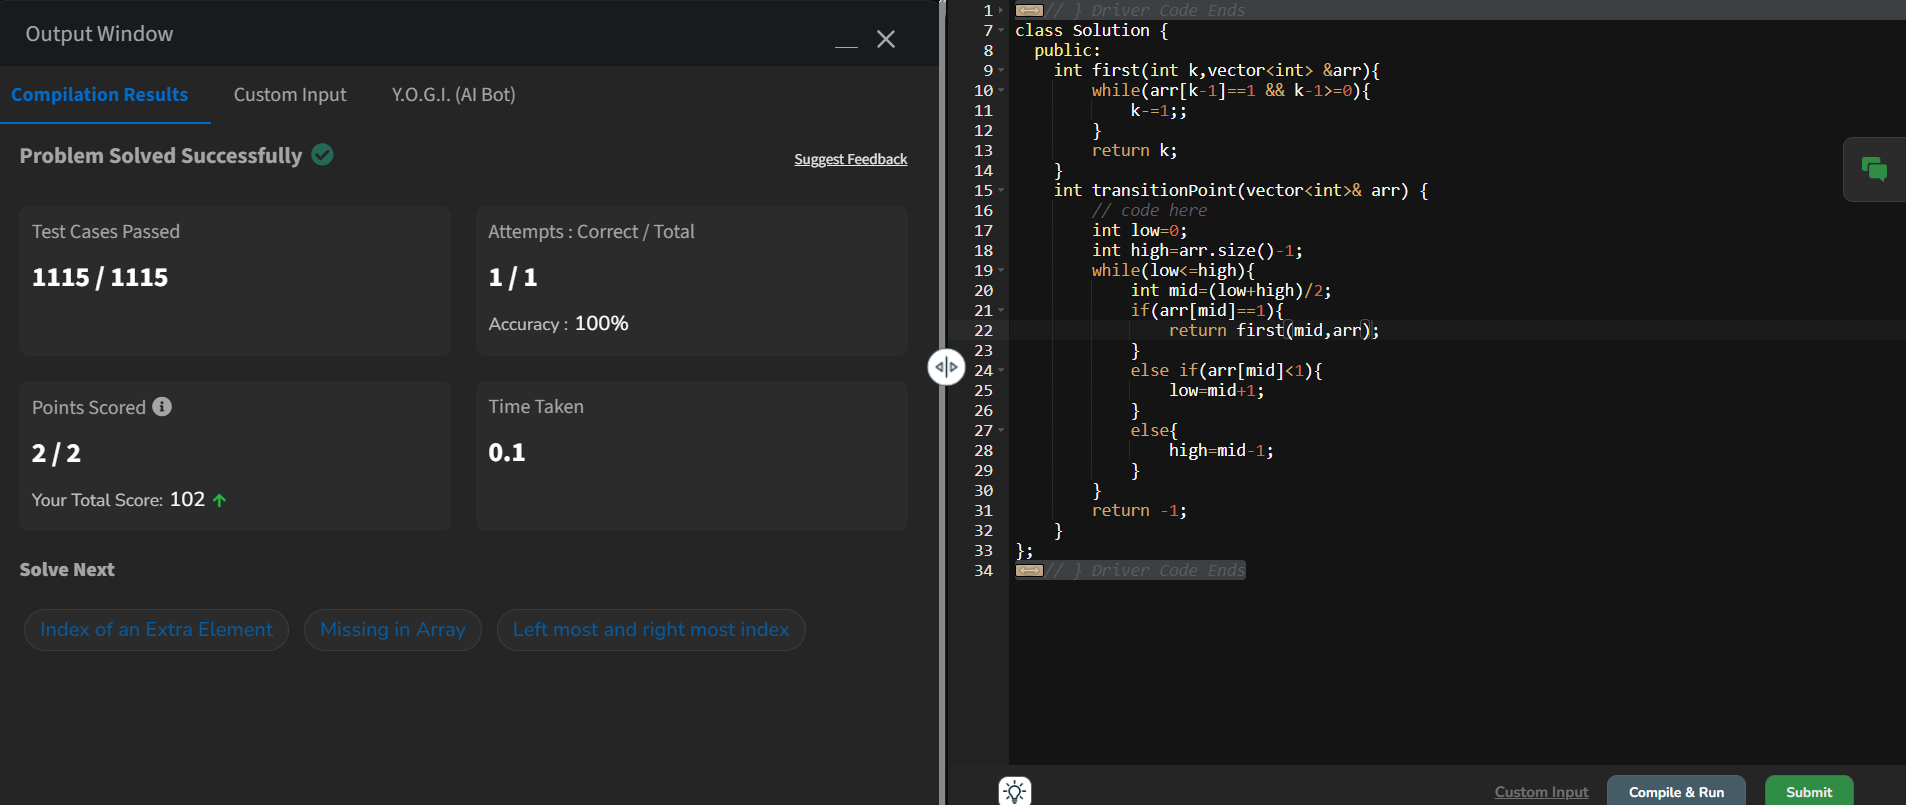 Output Window
Compilation Results
Custom Input
Y.O.G.I. (AI Bot)
Problem Solved Successfully
Suggest Feedback
Test Cases Passed
1115 / 1115
Attempts : Correct / Total
1 / 1
Accuracy : 100%
Points Scored
2 / 2
Your Total Score: 102
Time Taken
0.1
Solve Next
Index of an Extra Element
Missing in Array
Left most and right most index
1 // } Driver Code Ends
7 class Solution {
8   public:
9     int first(int k,vector<int> &arr){
10         while(arr[k-1]==1 && k-1>=0){
11             k-=1;;
12         }
13         return k;
14     }
15     int transitionPoint(vector<int>& arr) {
16         // code here
17         int low=0;
18         int high=arr.size()-1;
19         while(low<=high){
20             int mid=(low+high)/2;
21             if(arr[mid]==1){
22                 return first(mid,arr);
23             }
24             else if(arr[mid]<1){
25                 low=mid+1;
26             }
27             else{
28                 high=mid-1;
29             }
30         }
31         return -1;
32     }
33 };
34 // } Driver Code Ends
Custom Input
Compile & Run
Submit